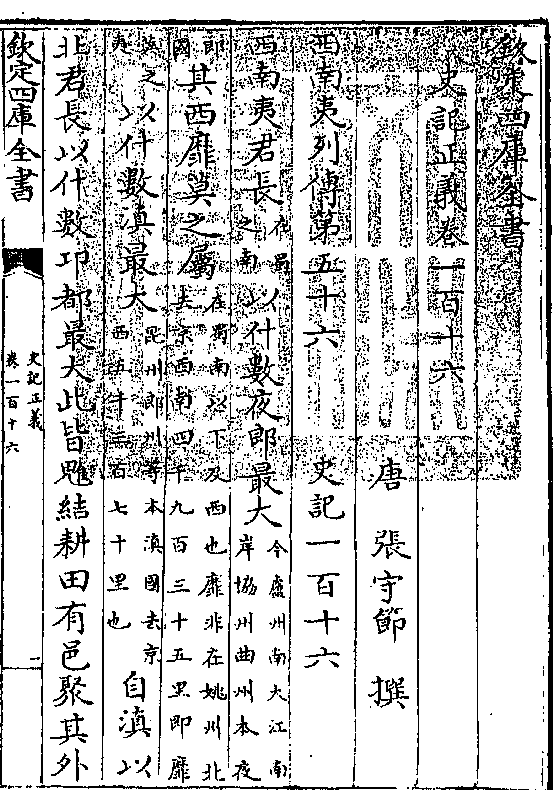 欽定四庫全書
史記正義卷一百十六
唐 張守節 撰
西南夷列傳第五十六 史記一百十六
西南夷君長在蜀之南以什數夜郎最大今瀘州南大江南岸協州曲州本夜
郎國其西靡莫之屬在蜀南以下及西也靡非在姚州北去京西南四千九百三十五里即靡
莫之夷以什數滇最大昆州郎州等本滇國去京西五千三百七十里也自滇以
北君長以什數邛都最大此皆魋結耕田有邑聚其外
欽定四庫全書
史記正義
卷一百十六
一